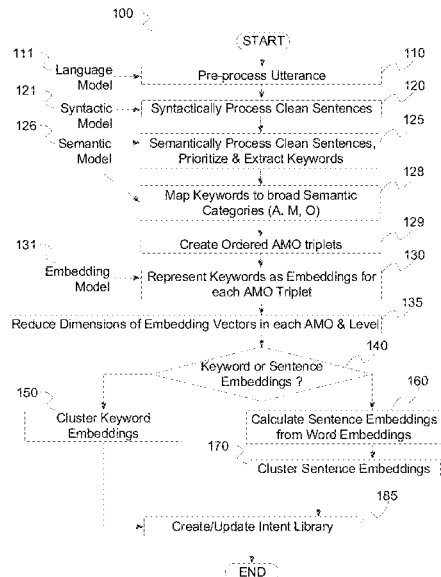 100
START
111
Language
Model
Pre-process Utterance
110
121
Syntactic
Model
Syntactically Process Clean Sentences
120
126
Semantic
Model
Semantically Process Clean Sentences,
Prioritize & Extract Keywords
125
Map Keywords to broad Semantic
Categories (A. M, O)
128
Create Ordered AMO triplets
129
131
Embedding
Model
Represent Keywords as Embeddings for
each AMO Triplet
130
Reduce Dimensions of Embedding Vectors in each AMO & Level
135
Keyword or Sentence
Embeddings ?
140
150
Cluster Keyword
Embeddings
160
Calculate Sentence Embeddings
from Word Embeddings
170
Cluster Sentence Embeddings
185
Create/Update Intent Library
END